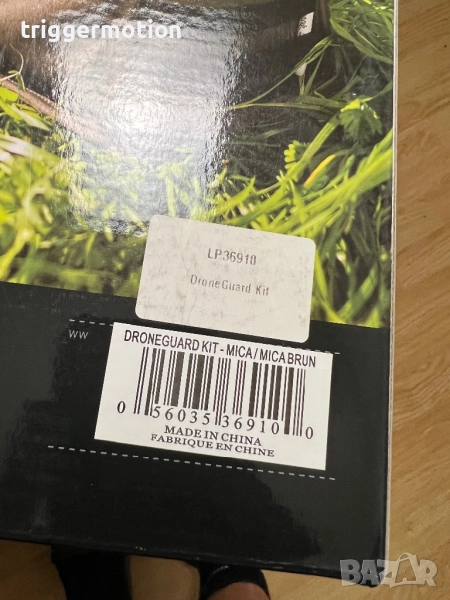 triggermotion
LP36910
DroneGuard Kit
WW
DRONEGUARD KIT - MICA / MICA BRUN
0 56035 36910 0
MADE IN CHINA
FABRIQUE EN CHINE
BAZAR